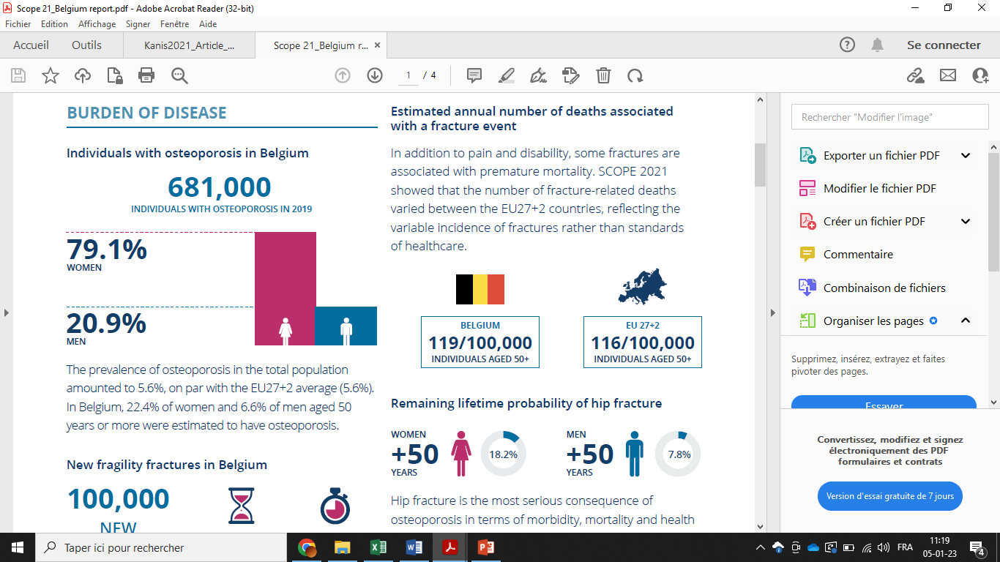 Scope 21_Belgium report.pdf - Adobe Acrobat Reader (32-bit)
Fichier Edition Affichage Signer Fenêtre Aide
Accueil Outils Kanis2021_Article_... Scope 21_Belgium r... × Se connecter
1 / 4
BURDEN OF DISEASE
Individuals with osteoporosis in Belgium
681,000
INDIVIDUALS WITH OSTEOPOROSIS IN 2019
79.1%
WOMEN
20.9%
MEN
The prevalence of osteoporosis in the total population
amounted to 5.6%, on par with the EU27+2 average (5.6%).
In Belgium, 22.4% of women and 6.6% of men aged 50
years or more were estimated to have osteoporosis.
New fragility fractures in Belgium
100,000
NEW
Estimated annual number of deaths associated
with a fracture event
In addition to pain and disability, some fractures are
associated with premature mortality. SCOPE 2021
showed that the number of fracture-related deaths
varied between the EU27+2 countries, reflecting the
variable incidence of fractures rather than standards
of healthcare.
BELGIUM
119/100,000
INDIVIDUALS AGED 50+
EU 27+2
116/100,000
INDIVIDUALS AGED 50+
Remaining lifetime probability of hip fracture
WOMEN
+50
YEARS
18.2%
MEN
+50
YEARS
7.8%
Hip fracture is the most serious consequence of
osteoporosis in terms of morbidity, mortality and health
Rechercher "Modifier l'image"
Exporter un fichier PDF
Modifier le fichier PDF
Créer un fichier PDF
Commentaire
Combinaison de fichiers
Organiser les pages
Supprimez, insérez, extrayez et faites
pivoter des pages.
Essayer
Convertissez, modifiez et signez
électroniquement des PDF
formulaires et contrats
Version d'essai gratuite de 7 jours
Taper ici pour rechercher
FRA
11:19
05-01-23
4